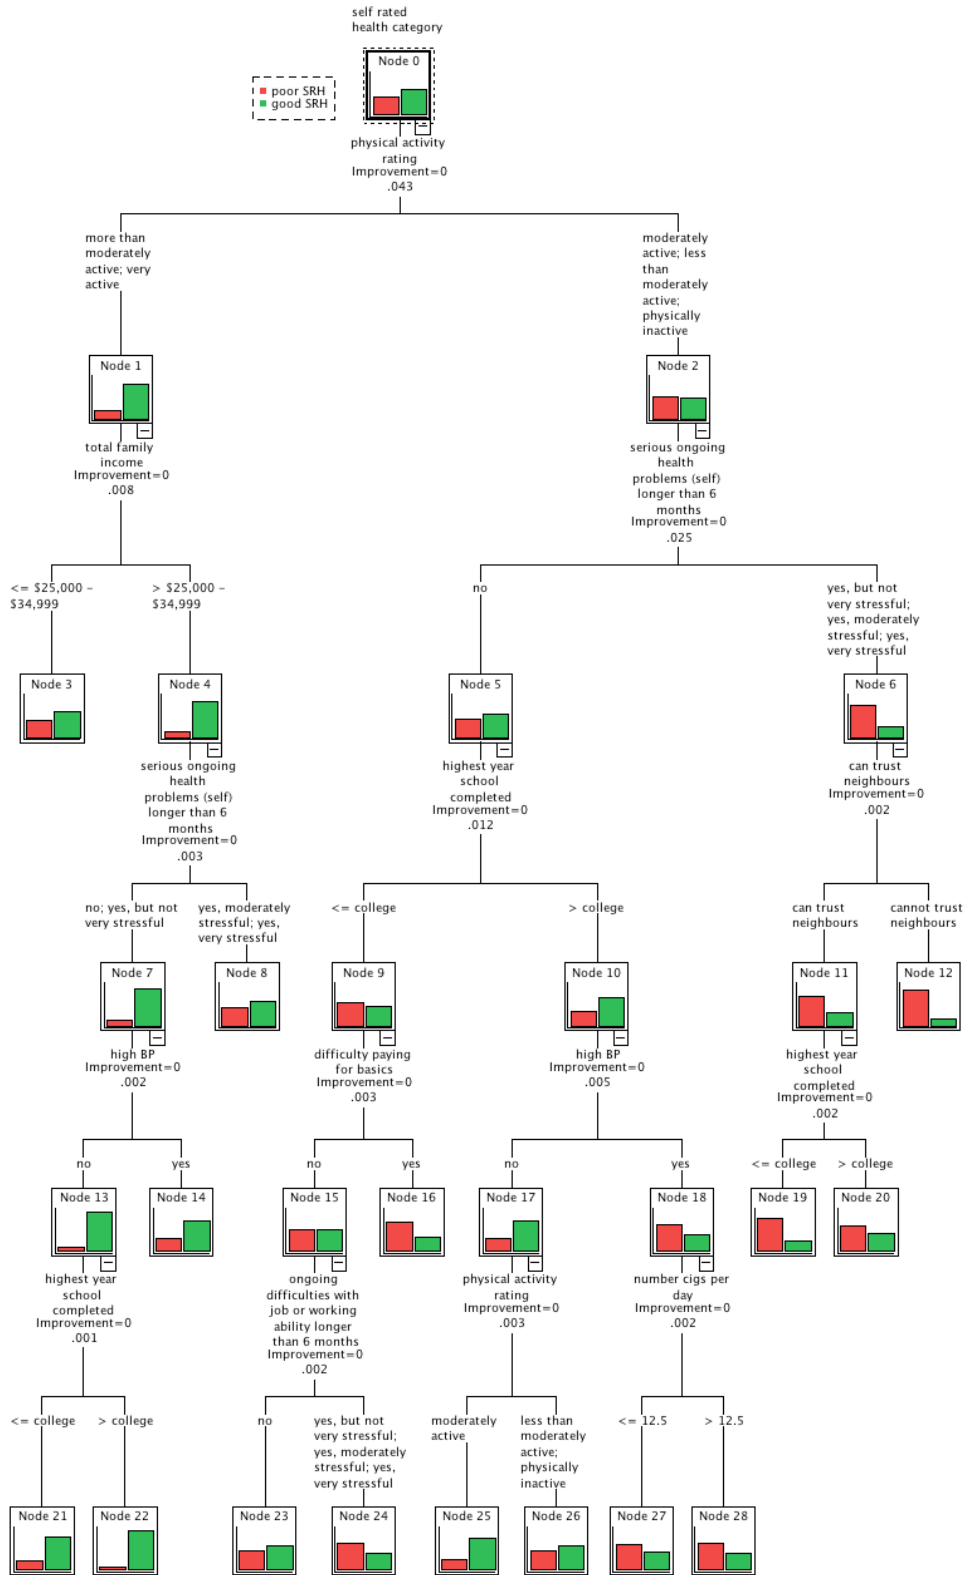 self rated
health category
Node 0
poor SRH
good SRH
physical activity
rating
Improvement=0
.043
more than
moderately
active; very
active
moderately
active; less
than
moderately
active;
physically
inactive
Node 1
total family
income
Improvement=0
.008
Node 2
serious ongoing
health
problems (self)
longer than 6
months
Improvement=0
.025
<= $25,000 –
$34,999
> $25,000 –
$34,999
no
yes, but not
very stressful;
yes, moderately
stressful; yes,
very stressful
Node 3
Node 4
serious ongoing
health
problems (self)
longer than 6
months
Improvement=0
.003
Node 5
highest year
school
completed
Improvement=0
.012
Node 6
can trust
neighbours
Improvement=0
.002
no; yes, but not
very stressful
yes, moderately
stressful; yes,
very stressful
<= college
> college
can trust
neighbours
cannot trust
neighbours
Node 7
high BP
Improvement=0
.002
Node 8
Node 9
difficulty paying
for basics
Improvement=0
.003
Node 10
high BP
Improvement=0
.005
Node 11
highest year
school
completed
Improvement=0
.002
Node 12
no
yes
no
yes
no
yes
<= college
> college
Node 13
highest year
school
completed
Improvement=0
.001
Node 14
Node 15
ongoing
difficulties with
job or working
ability longer
than 6 months
Improvement=0
.002
Node 16
Node 17
physical activity
rating
Improvement=0
.003
Node 18
number cigs per
day
Improvement=0
.002
Node 19
Node 20
<= college
> college
no
yes, but not
very stressful;
yes, moderately
stressful; yes,
very stressful
moderately
active
less than
moderately
active;
physically
inactive
<= 12.5
> 12.5
Node 21
Node 22
Node 23
Node 24
Node 25
Node 26
Node 27
Node 28